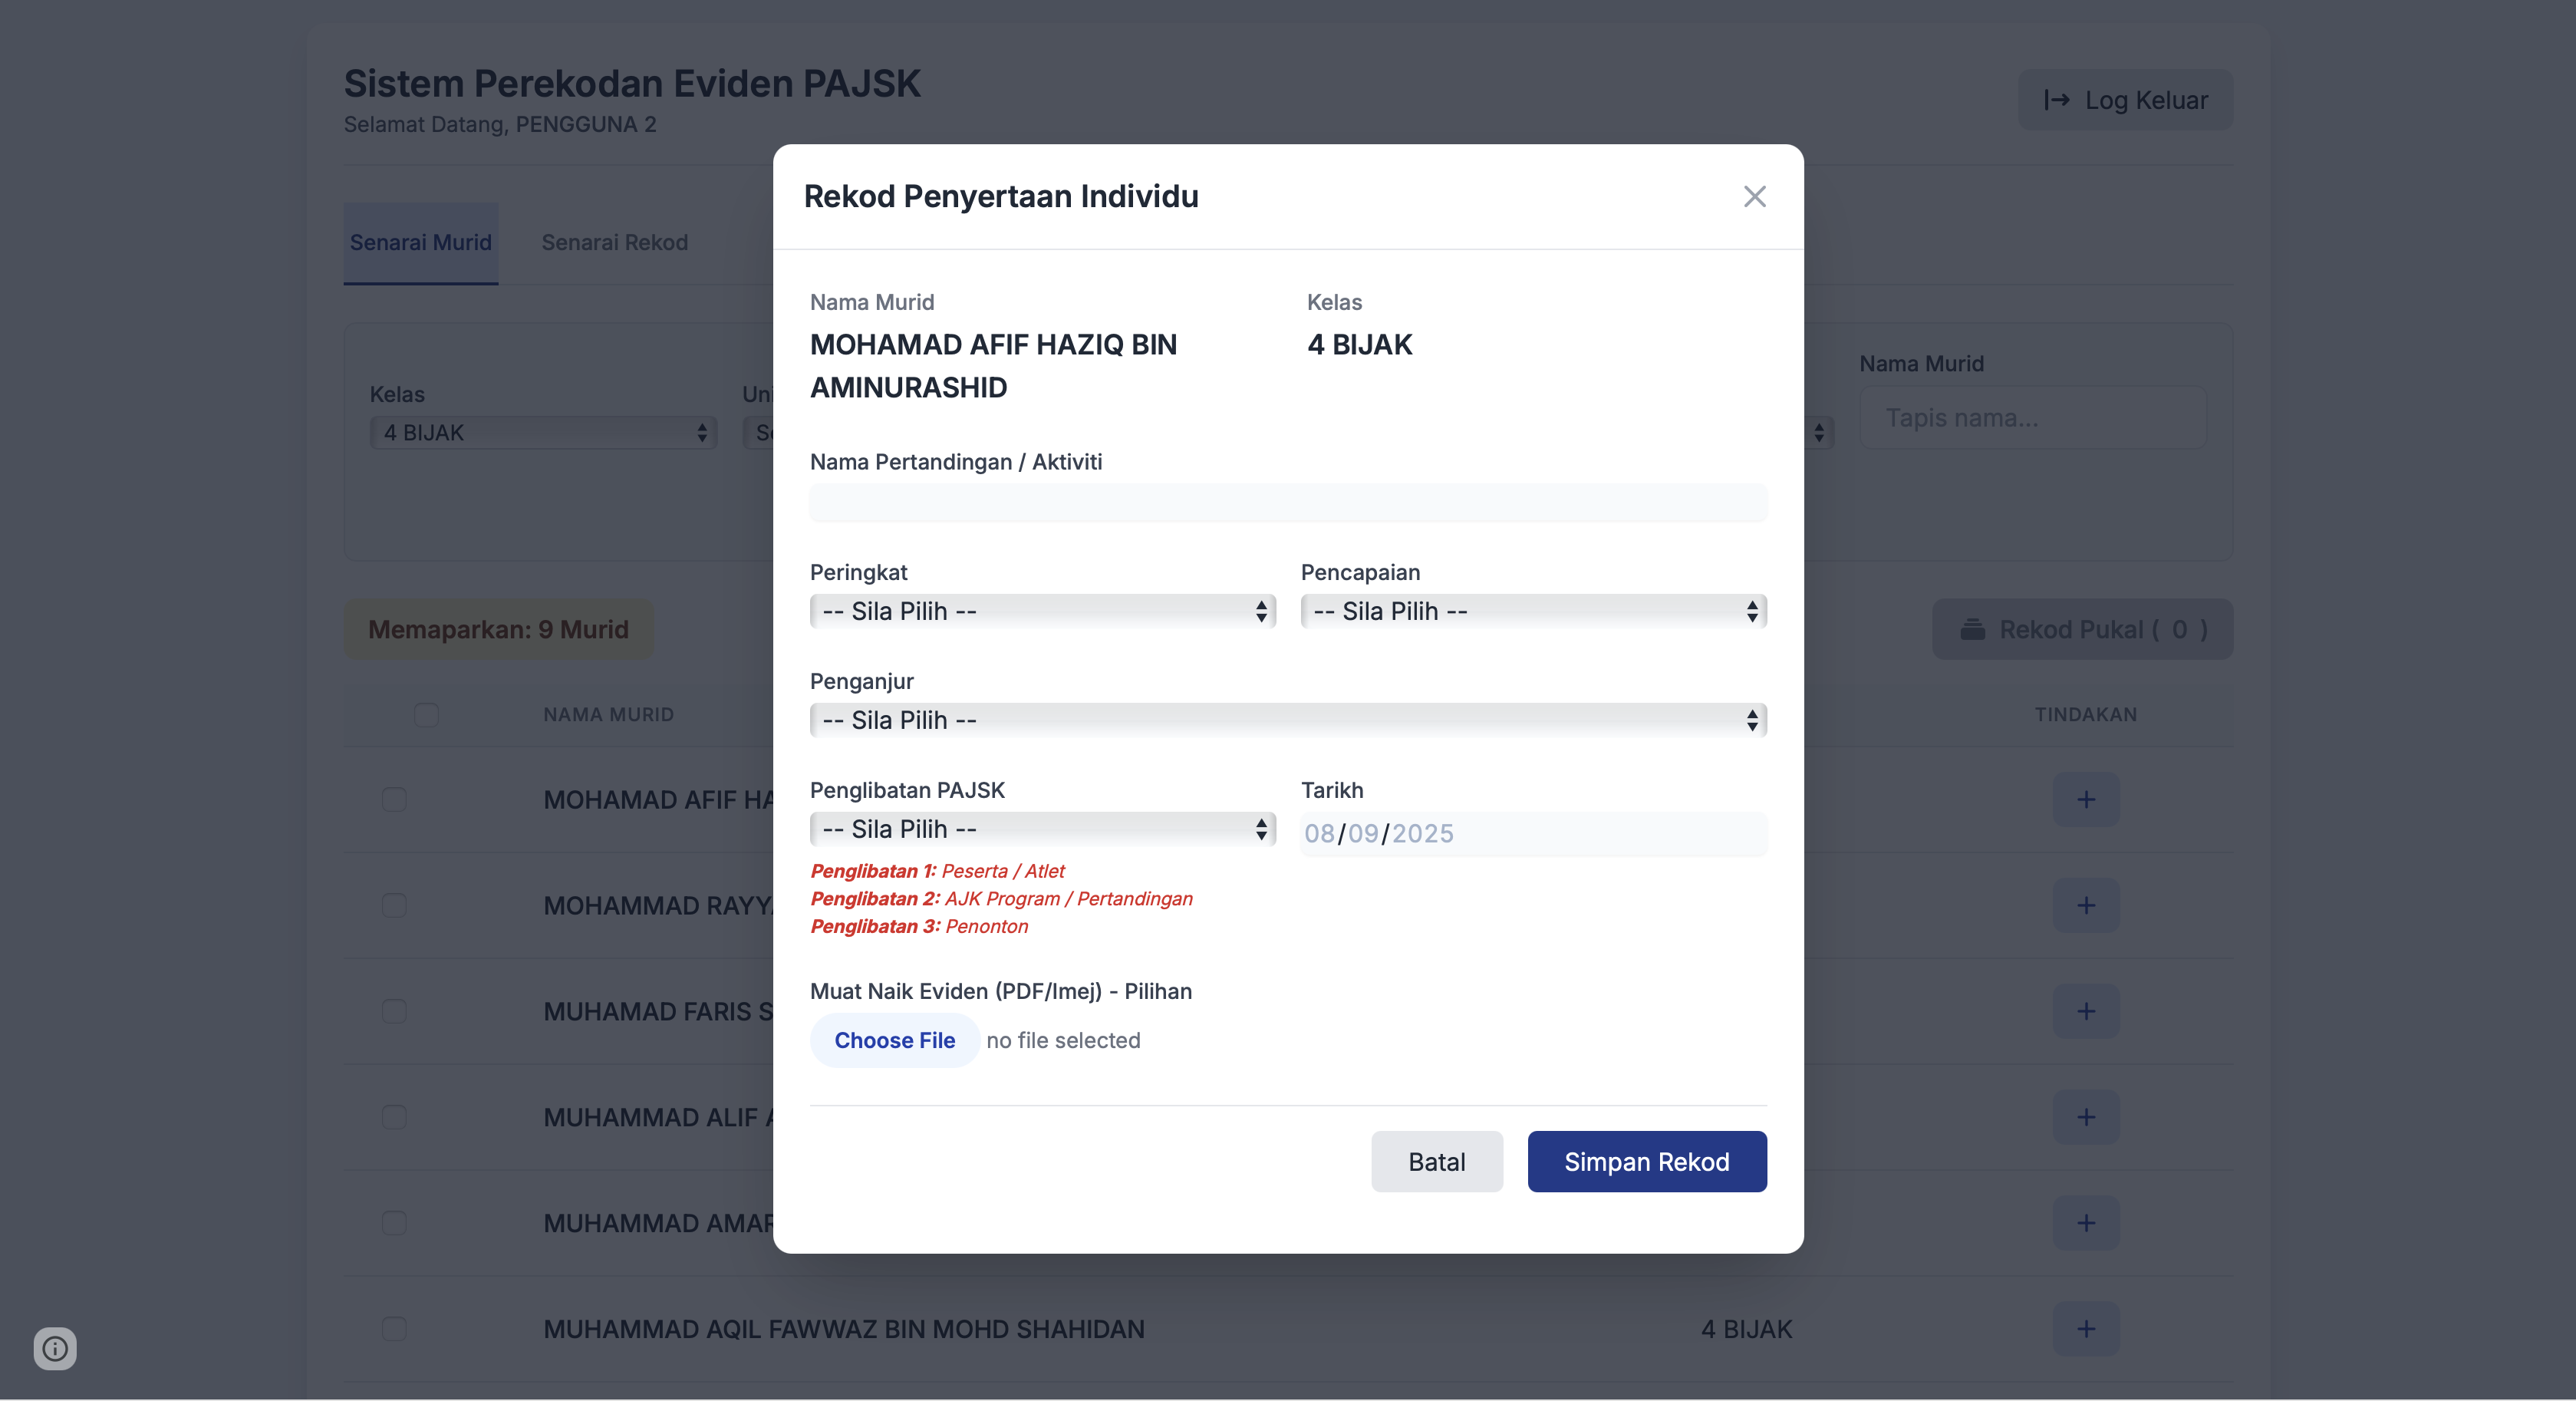 Sistem Perekodan Eviden PAJSK
Selamat Datang, PENGGUNA 2
Log Keluar
Senarai Murid
Senarai Rekod
Kelas
4 BIJAK
Nama Murid
Tapis nama...
Memaparkan: 9 Murid
Rekod Pukal ( 0 )
NAMA MURID
TINDAKAN
MOHAMAD AFIF
MOHAMMAD
MUHAMAD FARIS
MUHAMMAD ALIF
MUHAMMAD
MUHAMMAD AQIL FAWWAZ BIN MOHD SHAHIDAN
4 BIJAK
Rekod Penyertaan Individu
Nama Murid
MOHAMAD AFIF HAZIQ BIN
AMINURASHID
Kelas
4 BIJAK
Nama Pertandingan / Aktiviti
Peringkat
-- Sila Pilih --
Pencapaian
-- Sila Pilih --
Penganjur
-- Sila Pilih --
Penglibatan PAJSK
-- Sila Pilih --
Tarikh
08/09/2025
Penglibatan 1: Peserta / Atlet
Penglibatan 2: AJK Program / Pertandingan
Penglibatan 3: Penonton
Muat Naik Eviden (PDF/Imej) - Pilihan
Choose File no file selected
Batal
Simpan Rekod